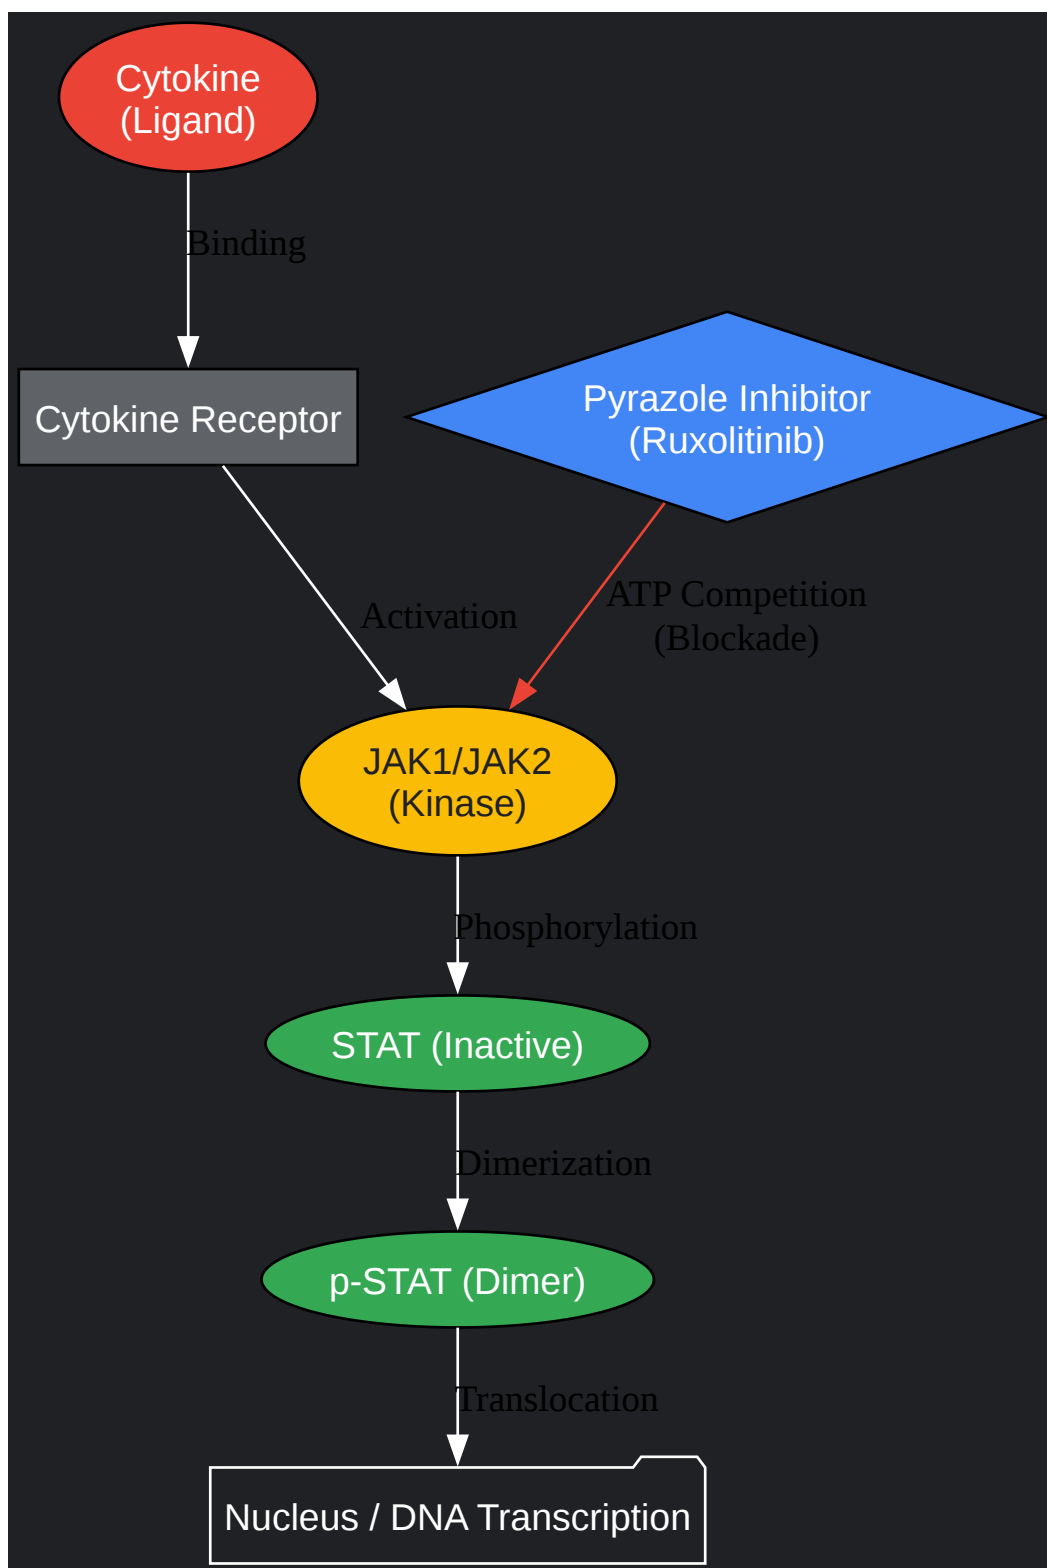 Cytokine
(Ligand)
Binding
Cytokine Receptor
Pyrazole Inhibitor
(Ruxolitinib)
Activation
ATP Competition
(Blockade)
JAK1/JAK2
(Kinase)
Phosphorylation
STAT (Inactive)
Dimerization
p-STAT (Dimer)
Translocation
Nucleus / DNA Transcription